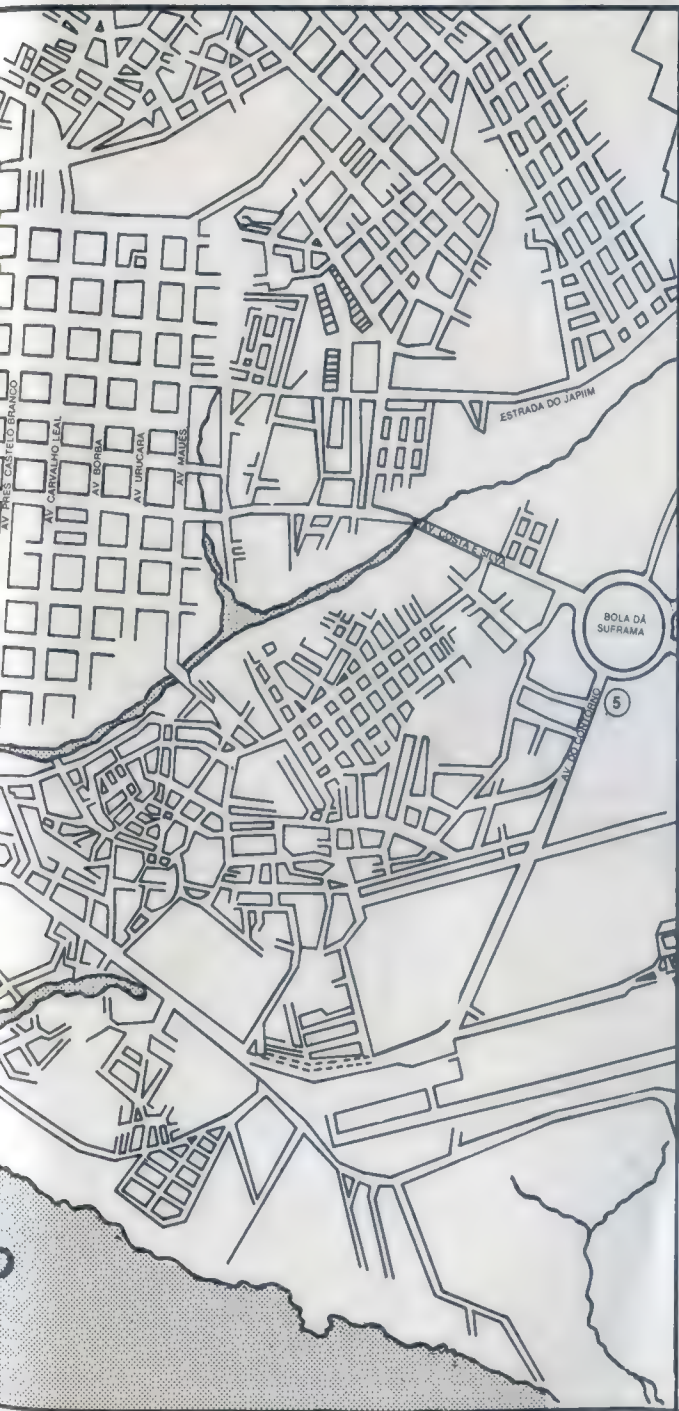 AV PRES CASTELO BRANCO
AV CARVALHO LEAL
AV BORBA
AV URUCARÁ
AV MAUÉS
ESTRADA DO JAPIIM
AV. COSTA E SILVA
BOLA DA
SUFRAMA
AV. DO CONTORNO
5
O